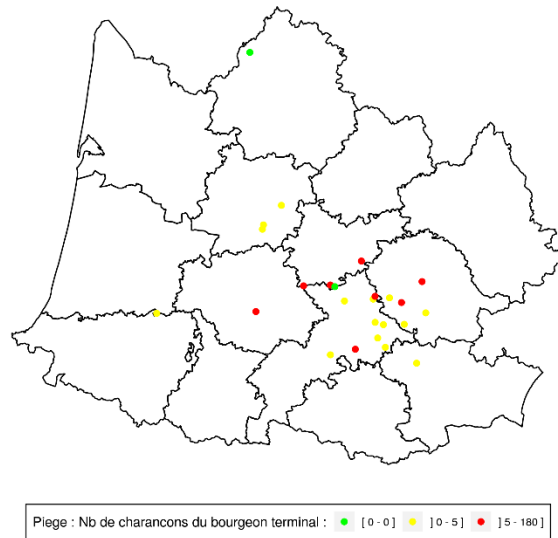 Piege : Nb de charancons du bourgeon terminal : [ 0 - 0 ] ] 0 - 5 ] ] 5 - 180 ]